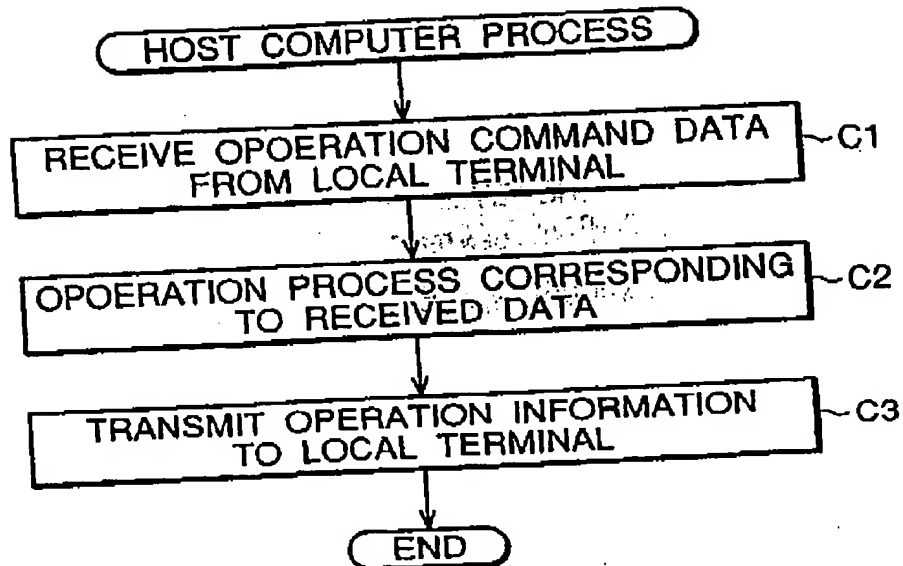 HOST COMPUTER PROCESS
RECEIVE OPOERATION COMMAND DATA
FROM LOCAL TERMINAL
C1
OPOERATION PROCESS CORRESPONDING
TO RECEIVED DATA
C2
TRANSMIT OPERATION INFORMATION
TO LOCAL TERMINAL
C3
END